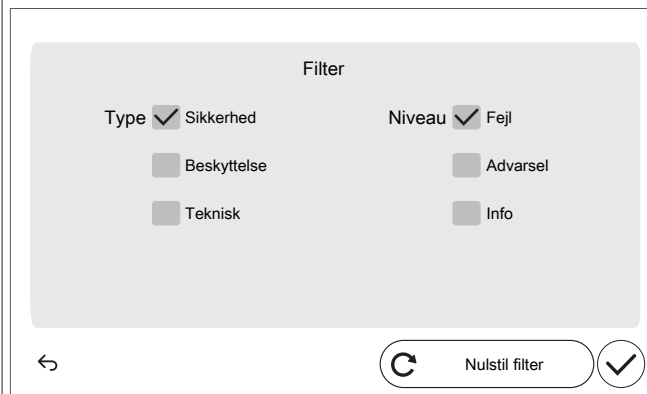 Filter
Type Sikkerhed Niveau Fejl
Beskyttelse Advarsel
Teknisk Info
Nulstil filter